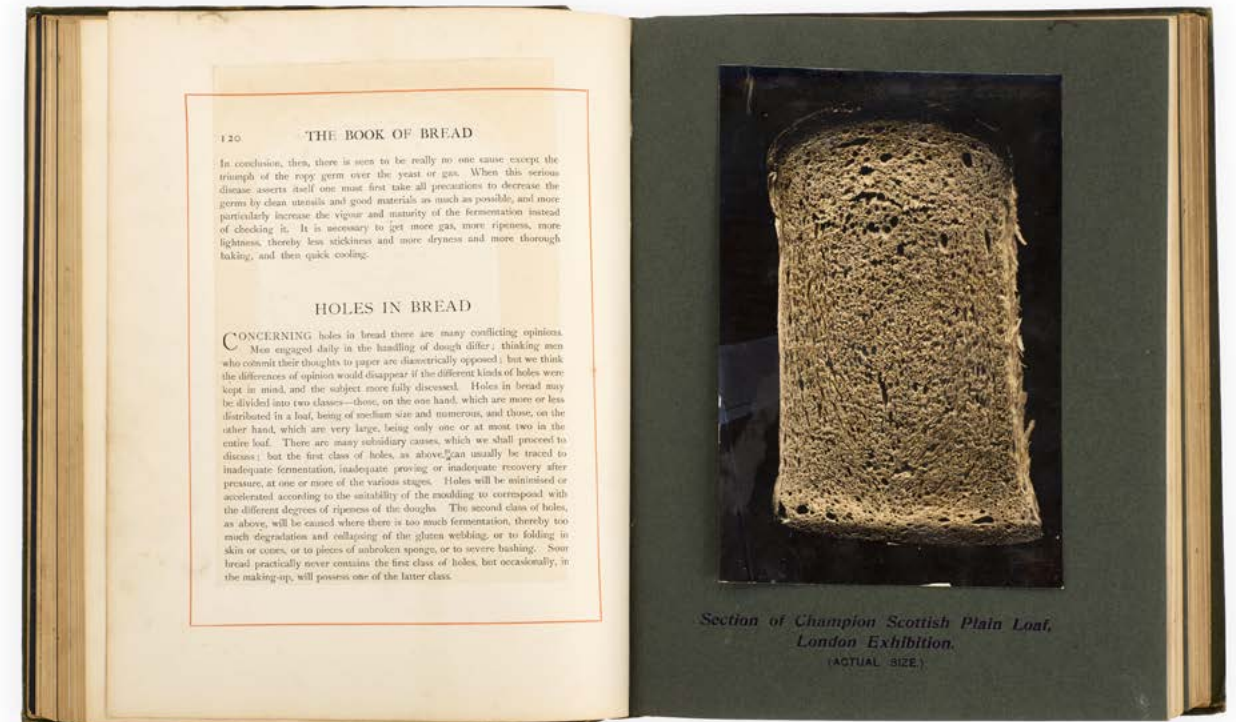 120 THE BOOK OF BREAD
In conclusion, then, there is seen to be really no one cause except the
triumph of the ropy germ over the yeast or gas. When this serious
disease asserts itself one must first take all precautions to decrease the
germs by clean utensils and good materials as much as possible, and more
particularly increase the vigour and maturity of the fermentation instead
of checking it. It is necessary to get more gas, more ripeness, more
lightness, thereby less stickiness and more dryness and more thorough
baking, and then quick cooling.
HOLES IN BREAD
CONCERNING holes in bread there are many conflicting opinions.
Men engaged daily in the handling of dough differ; thinking men
who commit their thoughts to paper are diametrically opposed; but we think
the differences of opinion would disappear if the different kinds of holes were
kept in mind, and the subject more fully discussed. Holes in bread may
be divided into two classes—those, on the one hand, which are more or less
distributed in a loaf, being of medium size and numerous, and those, on the
other hand, which are very large, being only one or at most two in the
entire loaf. There are many subsidiary causes, which we shall proceed to
discuss; but the first class of holes, as above, can usually be traced to
inadequate fermentation, inadequate proving or inadequate recovery after
pressure, at one or more of the various stages. Holes will be minimised or
accelerated according to the suitability of the moulding to correspond with
the different degrees of ripeness of the doughs. The second class of holes,
as above, will be caused where there is too much fermentation, thereby too
much degradation and collapsing of the gluten webbing, or to folding in
skin or cones, or to pieces of unbroken sponge, or to severe bashing. Sour
bread practically never contains the first class of holes, but occasionally, in
the making-up, will possess one of the latter class.
Section of Champion Scottish Plain Loaf,
London Exhibition.
(ACTUAL SIZE.)